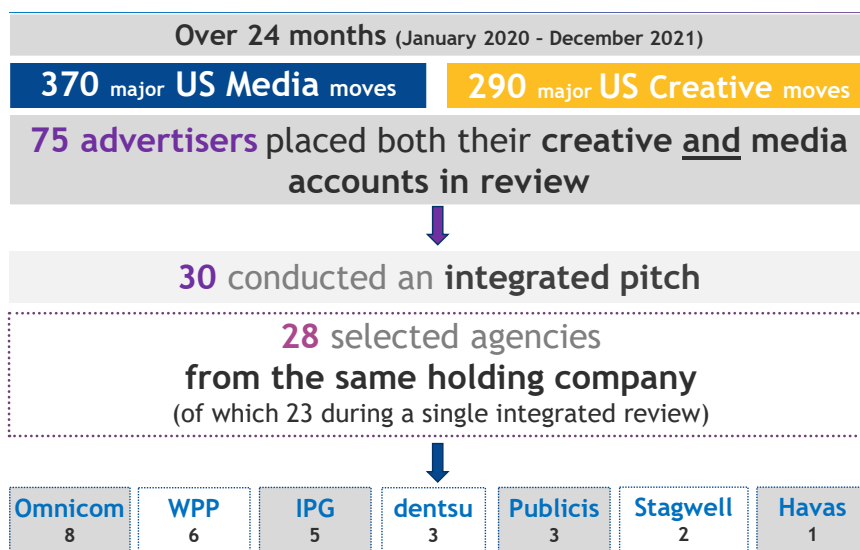 Over 24 months (January 2020 - December 2021)
370 major US Media moves
290 major US Creative moves
75 advertisers placed both their creative and media
accounts in review
30 conducted an integrated pitch
28 selected agencies
from the same holding company
(of which 23 during a single integrated review)
Omnicom
8
WPP
6
IPG
5
dentsu
3
Publicis
3
Stagwell
2
Havas
1